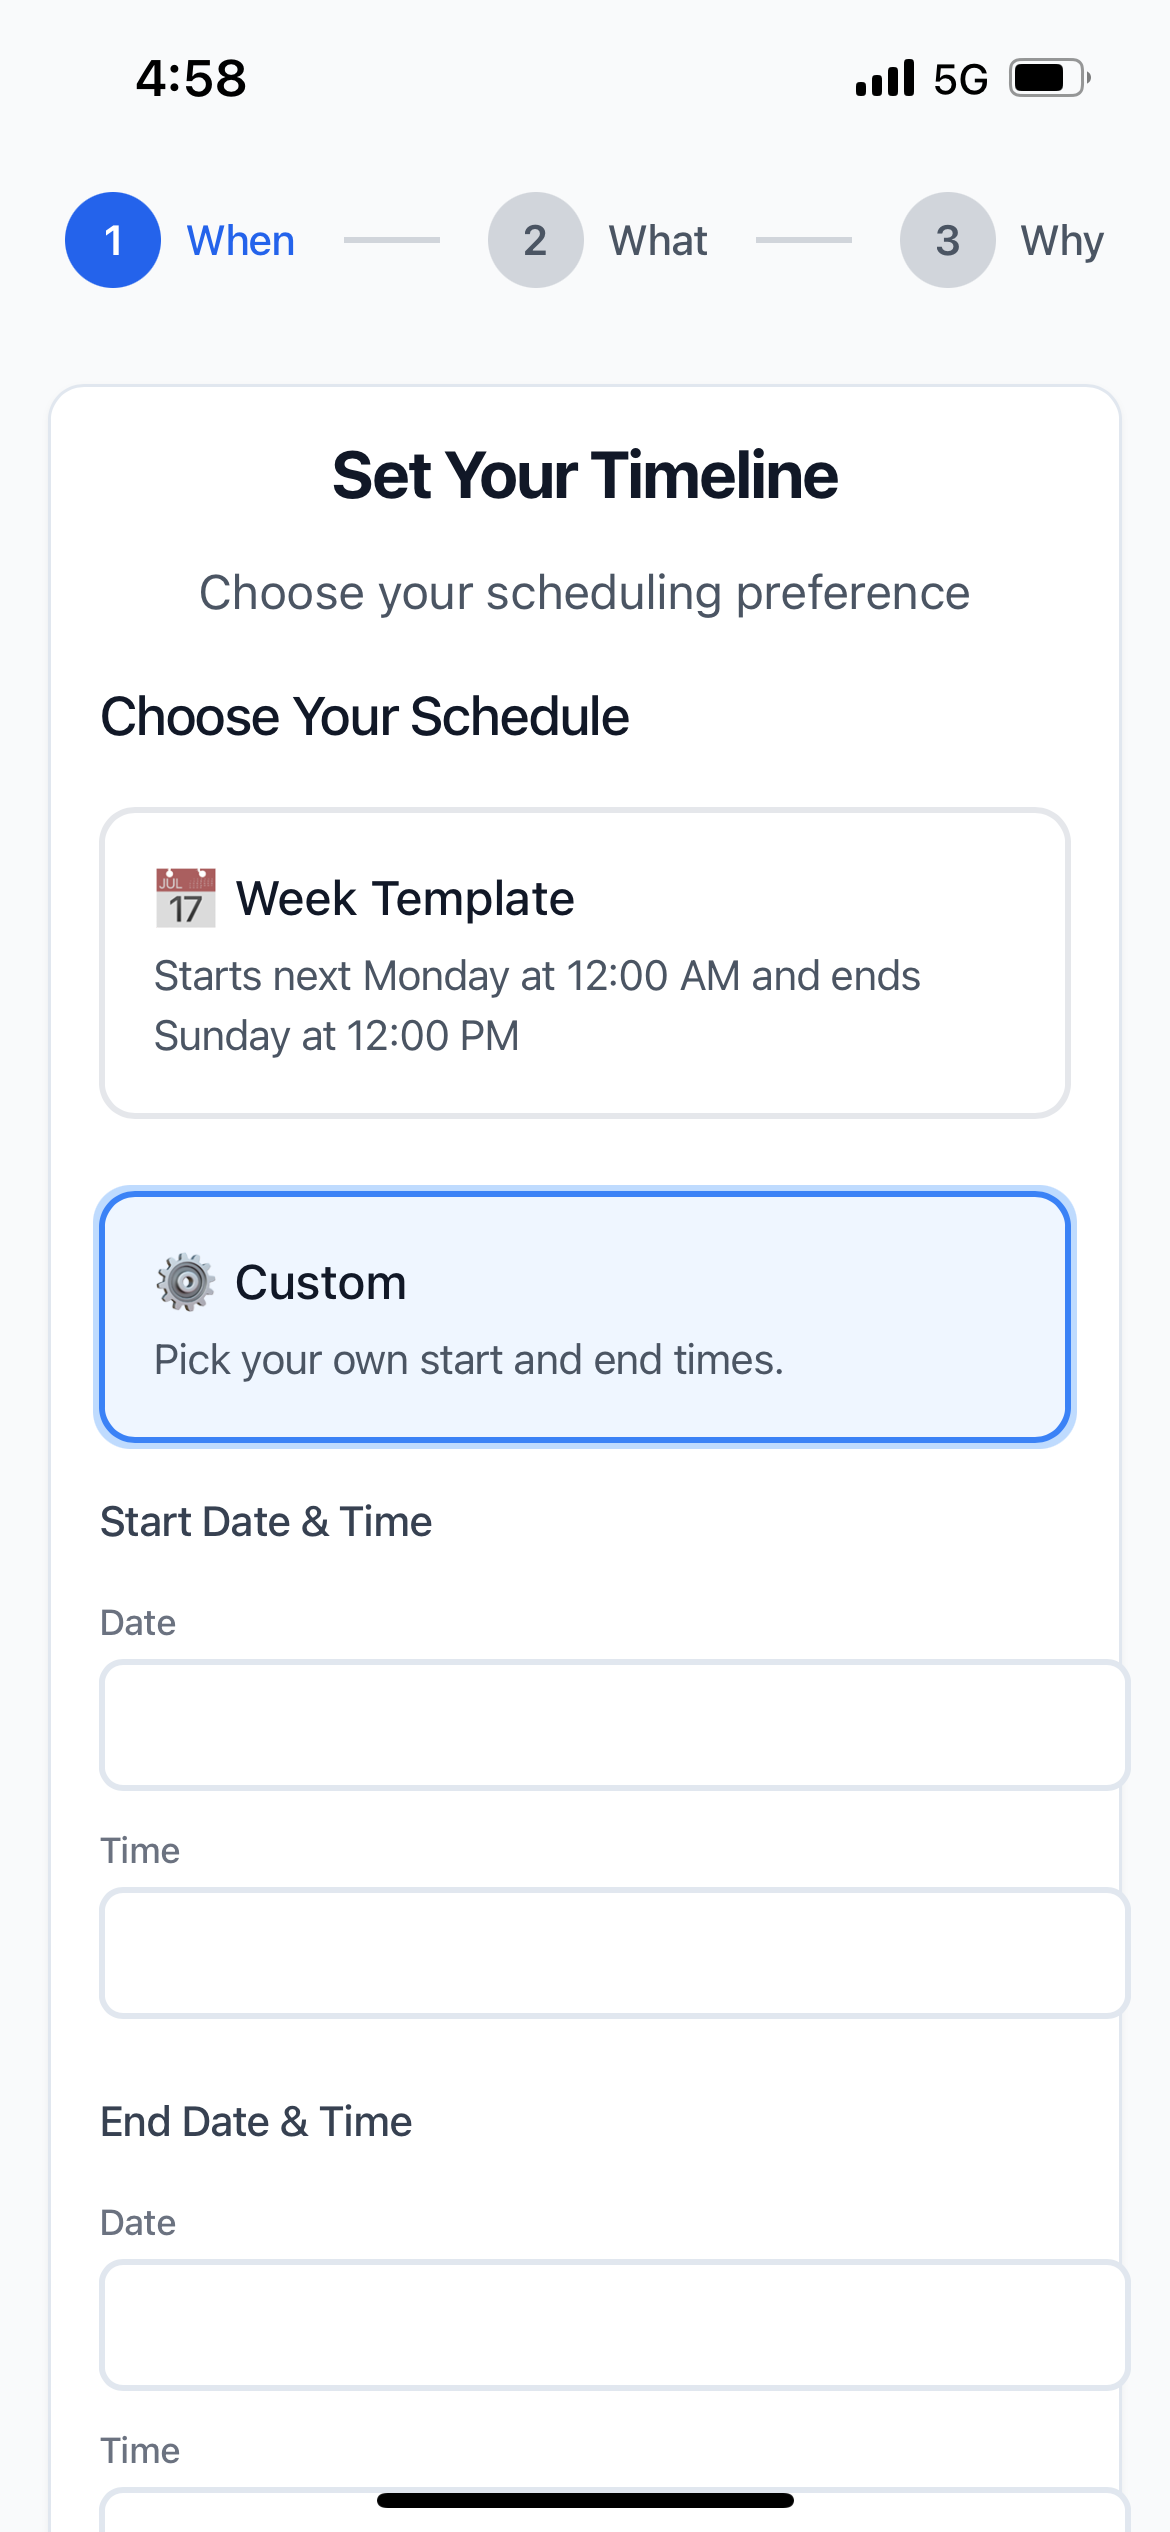 4:58
5G
1 When
2 What
3 Why
Set Your Timeline
Choose your scheduling preference
Choose Your Schedule
JUL
17
Week Template
Starts next Monday at 12:00 AM and ends
Sunday at 12:00 PM
Custom
Pick your own start and end times.
Start Date & Time
Date
Time
End Date & Time
Date
Time